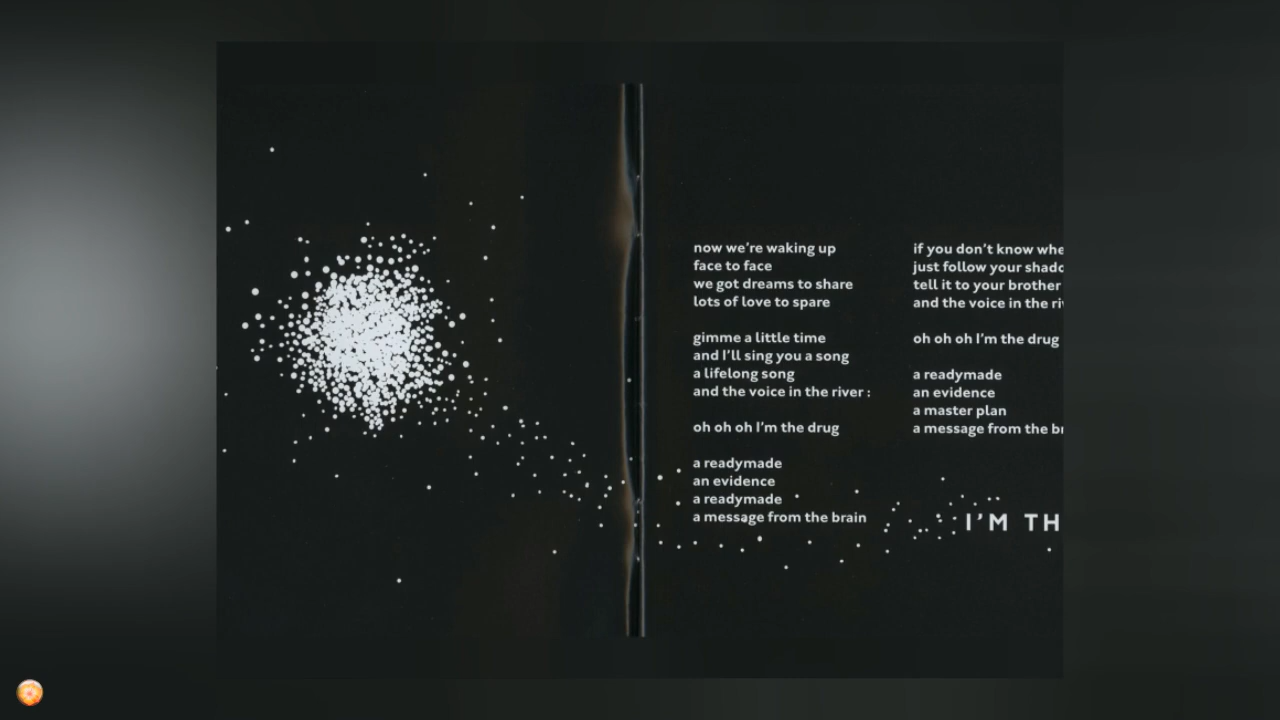 now we're waking up
face to face
we got dreams to share
lots of love to spare
gimme a little time
and I'll sing you a song
a lifelong song
and the voice in the river :
oh oh oh I'm the drug
a readymade
an evidence
a readymade
a message from the brain
if you don't know whe
just follow your shado
tell it to your brother
and the voice in the riv
oh oh oh I'm the drug
a readymade
an evidence
a master plan
a message from the br
I'M TH